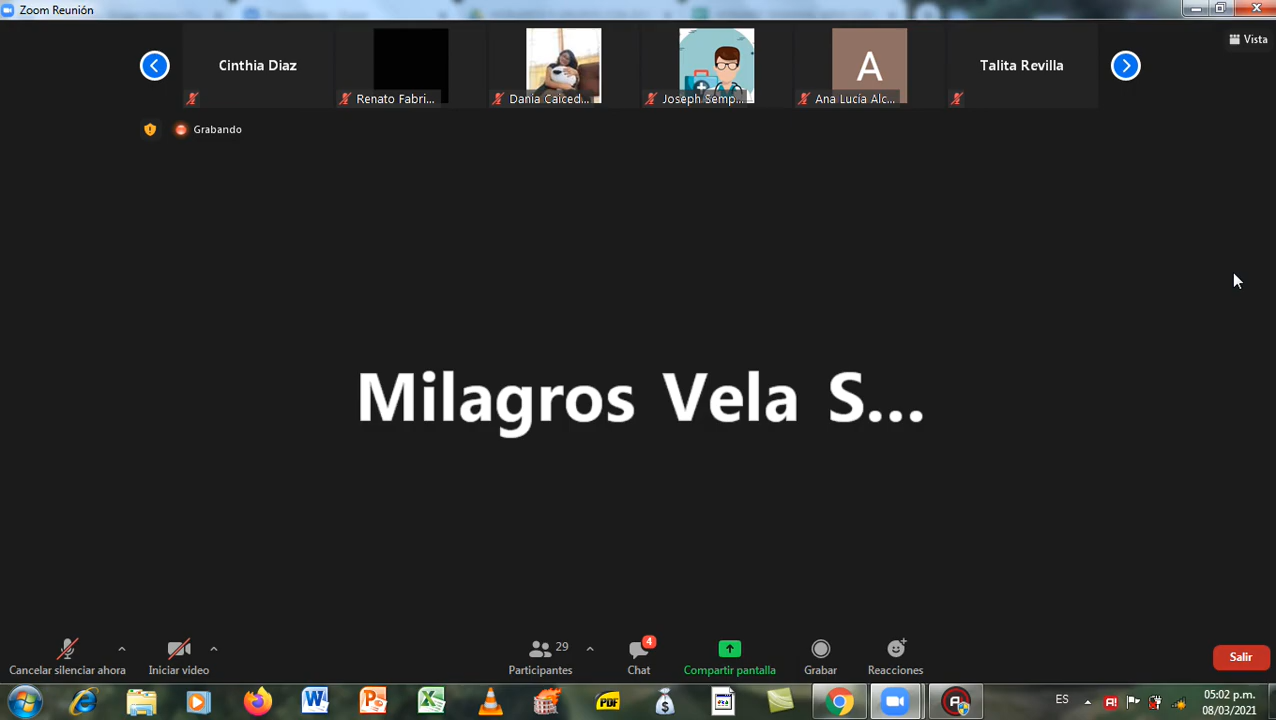 Zoom Reunión
Vista
Cinthia Diaz
Renato Fabri...
Dania Caiced...
Joseph Semp...
A
Ana Lucía Alc...
Talita Revilla
Grabando
Milagros Vela S...
Cancelar silenciar ahora
Iniciar video
29
Participantes
4
Chat
Compartir pantalla
Grabar
Reacciones
Salir
PDF
ES
05:02 p.m.
08/03/2021